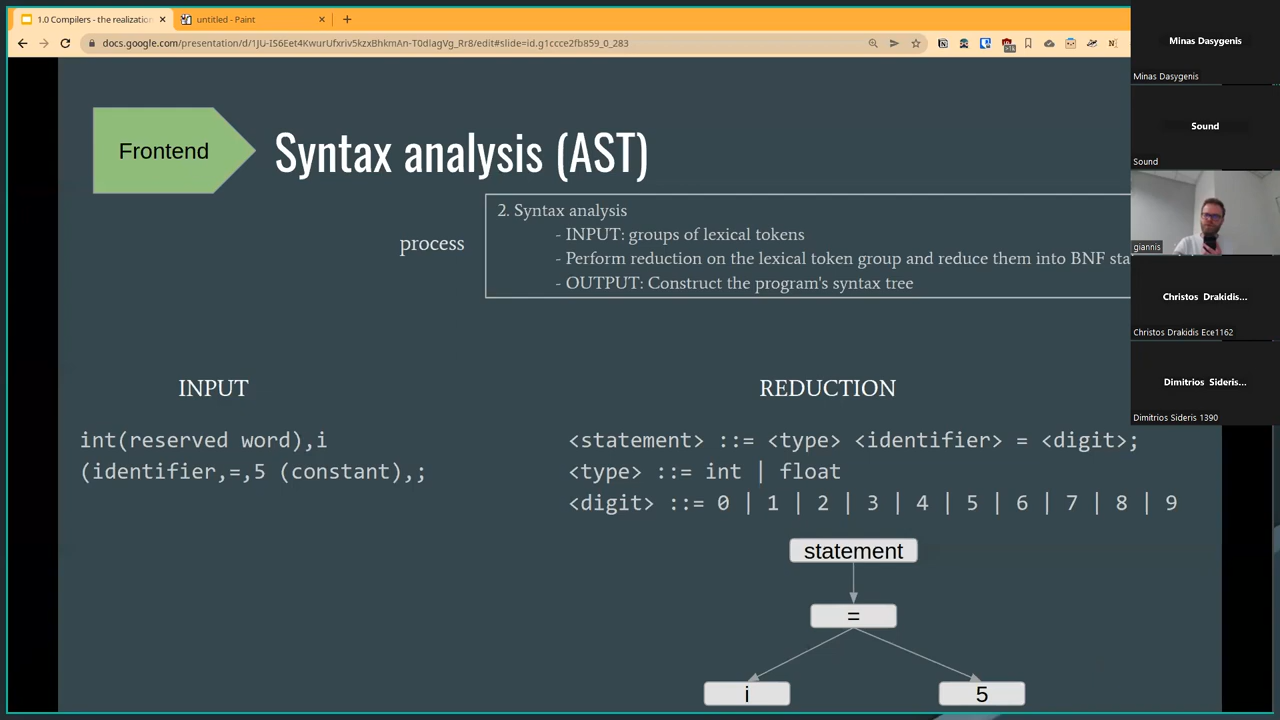 1.0 Compilers - the realization
untitled - Paint
docs.google.com/presentation/d/1JU-IS6Eet4KwurUfxriv5kzxBhkmAn-T0dlagVg_Rr8/edit#slide=id.g1ccce2fb859_0_283
Minas Dasygenis
Minas Dasygenis
Sound
Sound
giannis
Christos Drakidis...
Christos Drakidis Ece1162
Dimitrios Sideris...
Dimitrios Sideris 1390
Frontend
Syntax analysis (AST)
process
2. Syntax analysis
- INPUT: groups of lexical tokens
- Perform reduction on the lexical token group and reduce them into BNF sta
- OUTPUT: Construct the program's syntax tree
INPUT
int(reserved word),i
(identifier,=,5 (constant),;
REDUCTION
<statement> ::= <type> <identifier> = <digit>;
<type> ::= int | float
<digit> ::= 0 | 1 | 2 | 3 | 4 | 5 | 6 | 7 | 8 | 9
statement
=
i
5